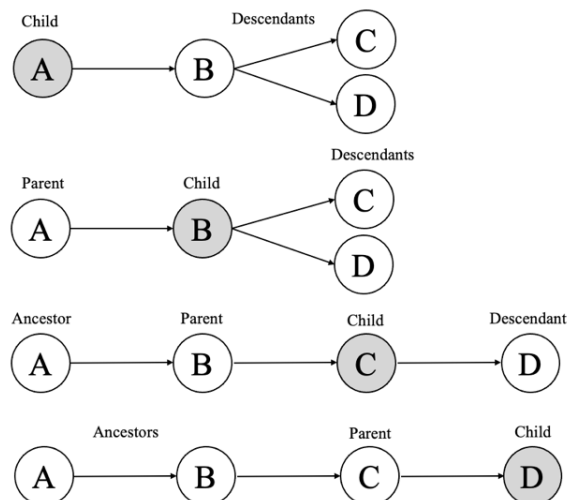 Child Descendants
A B C
D
Parent Child Descendants
A B C
D
Ancestor Parent Child Descendant
A B C D
Ancestors Parent Child
A B C D